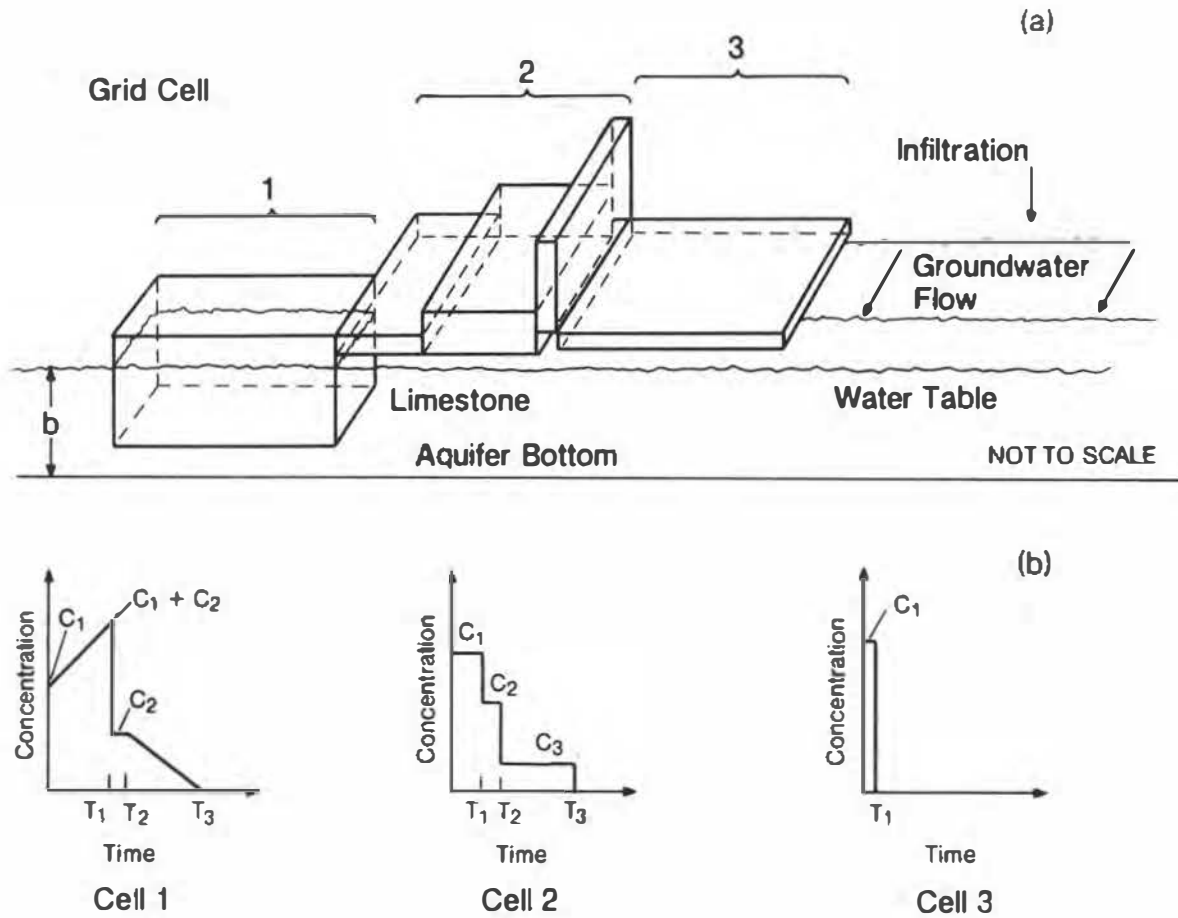 (a)
Grid Cell
1
2
3
Infiltration
Groundwater
Flow
b
Limestone
Water Table
Aquifer Bottom
NOT TO SCALE
(b)
Concentration
C₁
C₁ + C₂
C₂
T₁
T₂
T₃
Time
Cell 1
Concentration
C₁
C₂
C₃
T₁
T₂
T₃
Time
Cell 2
Concentration
C₁
T₁
Time
Cell 3